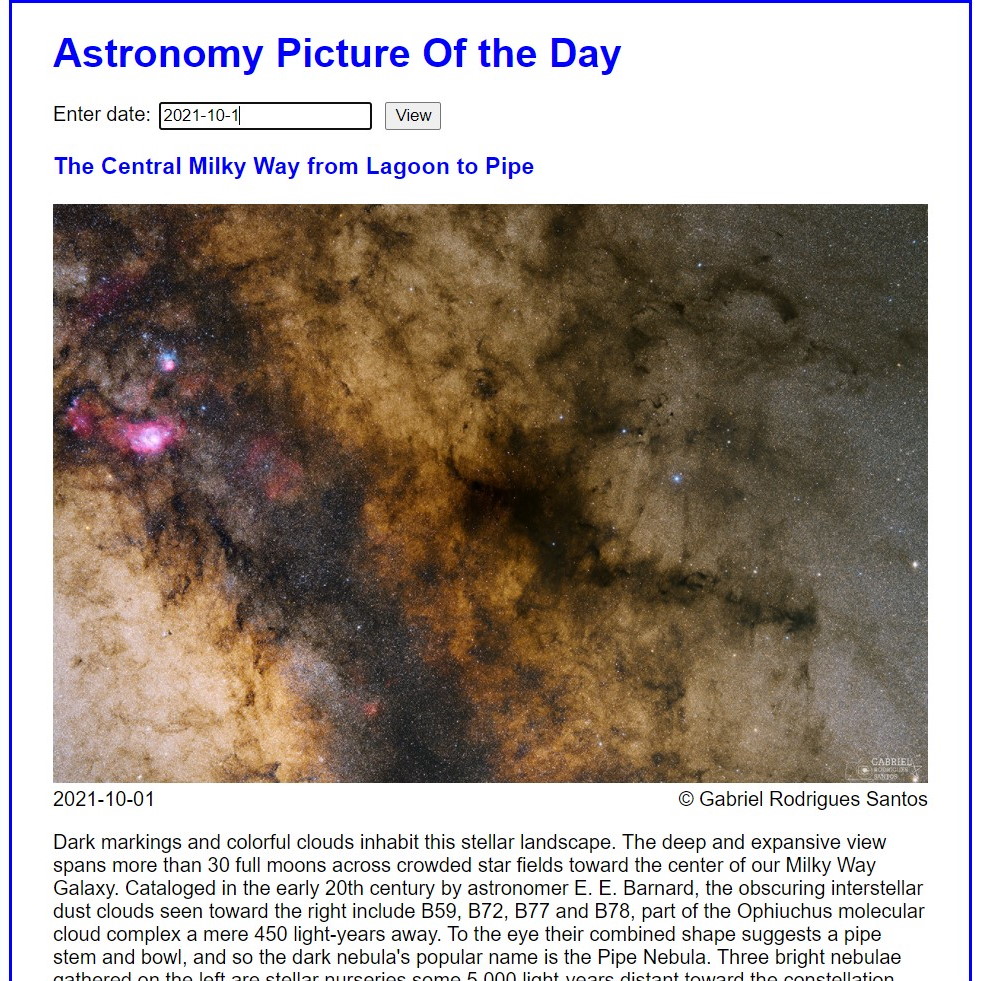 Astronomy Picture Of the Day
Enter date: 2021-10-1 View
The Central Milky Way from Lagoon to Pipe
GABRIEL
RODRIGUES
SANTOS
2021-10-01 © Gabriel Rodrigues Santos
Dark markings and colorful clouds inhabit this stellar landscape. The deep and expansive view
spans more than 30 full moons across crowded star fields toward the center of our Milky Way
Galaxy. Cataloged in the early 20th century by astronomer E. E. Barnard, the obscuring interstellar
dust clouds seen toward the right include B59, B72, B77 and B78, part of the Ophiuchus molecular
cloud complex a mere 450 light-years away. To the eye their combined shape suggests a pipe
stem and bowl, and so the dark nebula's popular name is the Pipe Nebula. Three bright nebulae
gathered on the left are stellar nurseries some 5,000 light-years distant toward the constellation